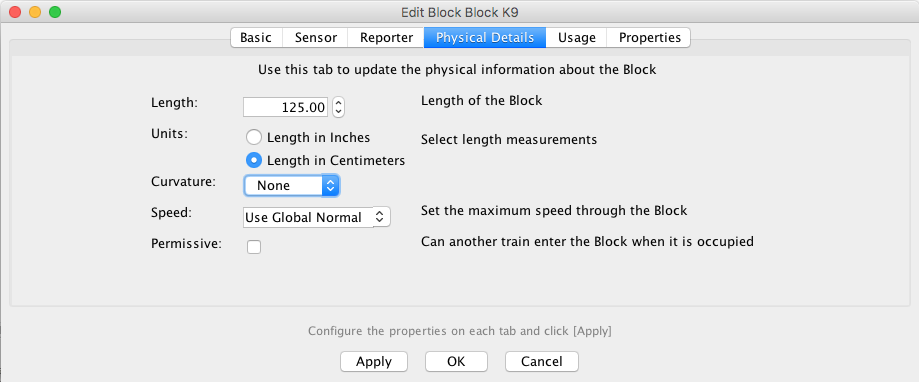 Edit Block Block K9
Basic Sensor Reporter Physical Details Usage Properties
Use this tab to update the physical information about the Block
Length: 125.00 Length of the Block
Units: Length in Inches Select length measurements
Length in Centimeters
Curvature: None
Speed: Use Global Normal Set the maximum speed through the Block
Permissive: Can another train enter the Block when it is occupied
Configure the properties on each tab and click [Apply]
Apply OK Cancel